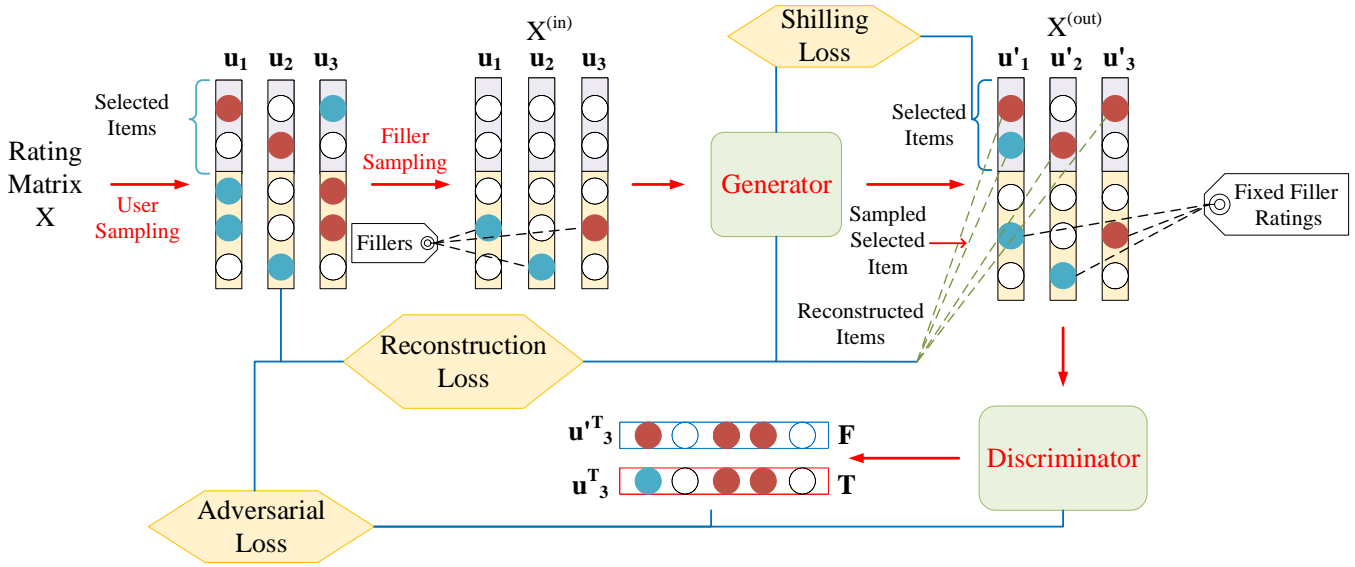 Rating
Matrix
X
User
Sampling
Selected
Items
u1 u2 u3
Filler
Sampling
Fillers
X(in)
u1 u2 u3
Shilling
Loss
Generator
X(out)
u'1 u'2 u'3
Selected
Items
Sampled
Selected
Item
Reconstructed
Items
Fixed Filler
Ratings
Reconstruction
Loss
Discriminator
u'T3 F
uT3 T
Adversarial
Loss